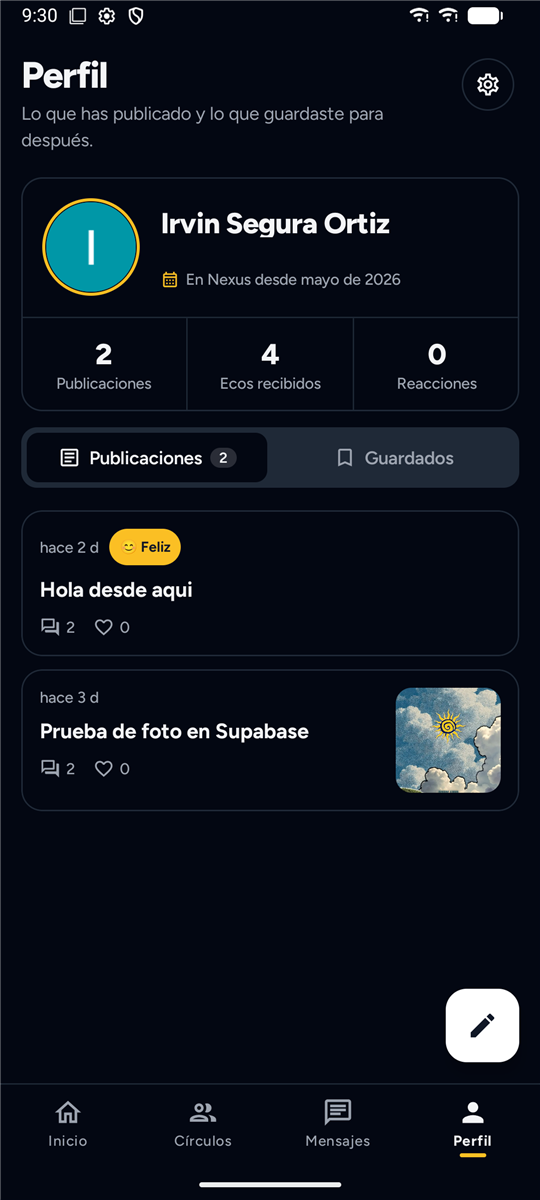 9:30
Perfil
Lo que has publicado y lo que guardaste para
después.
I
Irvin Segura Ortiz
En Nexus desde mayo de 2026
2
Publicaciones
4
Ecos recibidos
0
Reacciones
Publicaciones 2
Guardados
hace 2 d 😊 Feliz
Hola desde aqui
2 0
hace 3 d
Prueba de foto en Supabase
2 0
Inicio
Círculos
Mensajes
Perfil